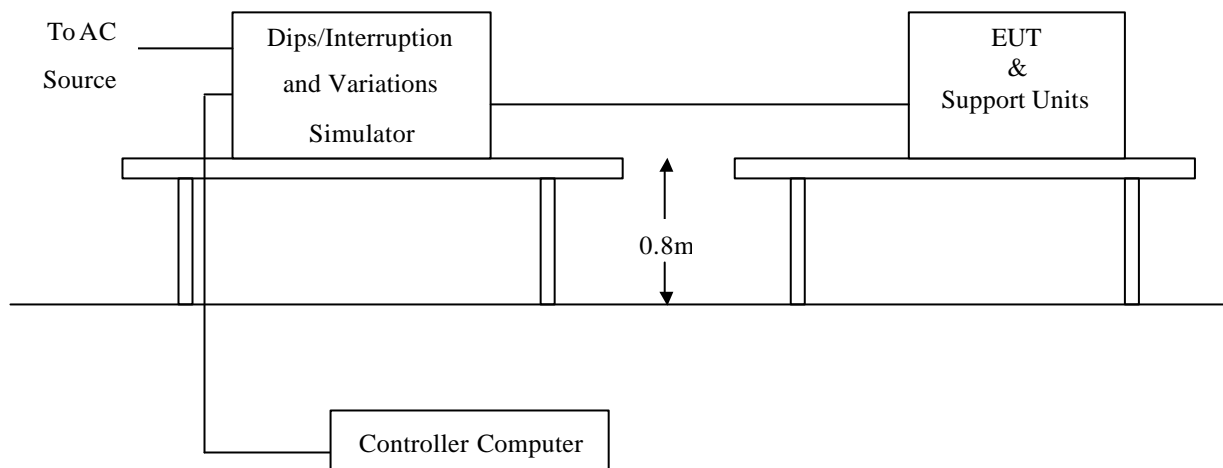 To AC
Source
Dips/Interruption
and Variations
Simulator
EUT
&
Support Units
0.8m
Controller Computer